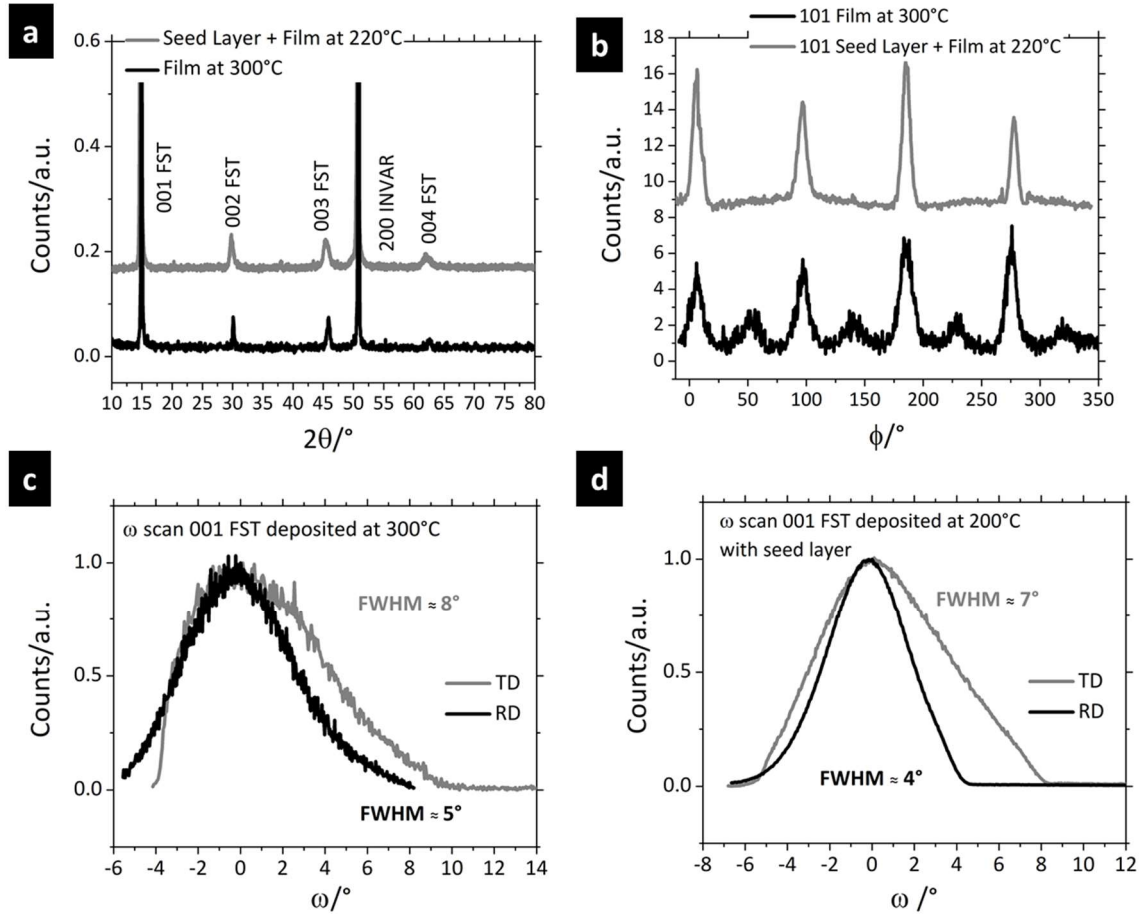 a
Seed Layer + Film at 220°C
Film at 300°C
0.6
0.4
0.2
0.0
Counts/a.u.
001 FST
002 FST
003 FST
200 INVAR
004 FST
10 15 20 25 30 35 40 45 50 55 60 65 70 75 80
2θ/°
b
101 Film at 300°C
101 Seed Layer + Film at 220°C
18
16
14
12
10
8
6
4
2
0
Counts/a.u.
0 50 100 150 200 250 300 350
ϕ/°
c
ω scan 001 FST deposited at 300°C
1.0
0.5
0.0
Counts/a.u.
FWHM ≈ 8°
TD
RD
FWHM ≈ 5°
-6 -4 -2 0 2 4 6 8 10 12 14
ω/°
d
ω scan 001 FST deposited at 200°C
with seed layer
1.0
0.5
0.0
Counts/a.u.
FWHM ≈ 7°
TD
RD
FWHM ≈ 4°
-8 -6 -4 -2 0 2 4 6 8 10 12
ω/°